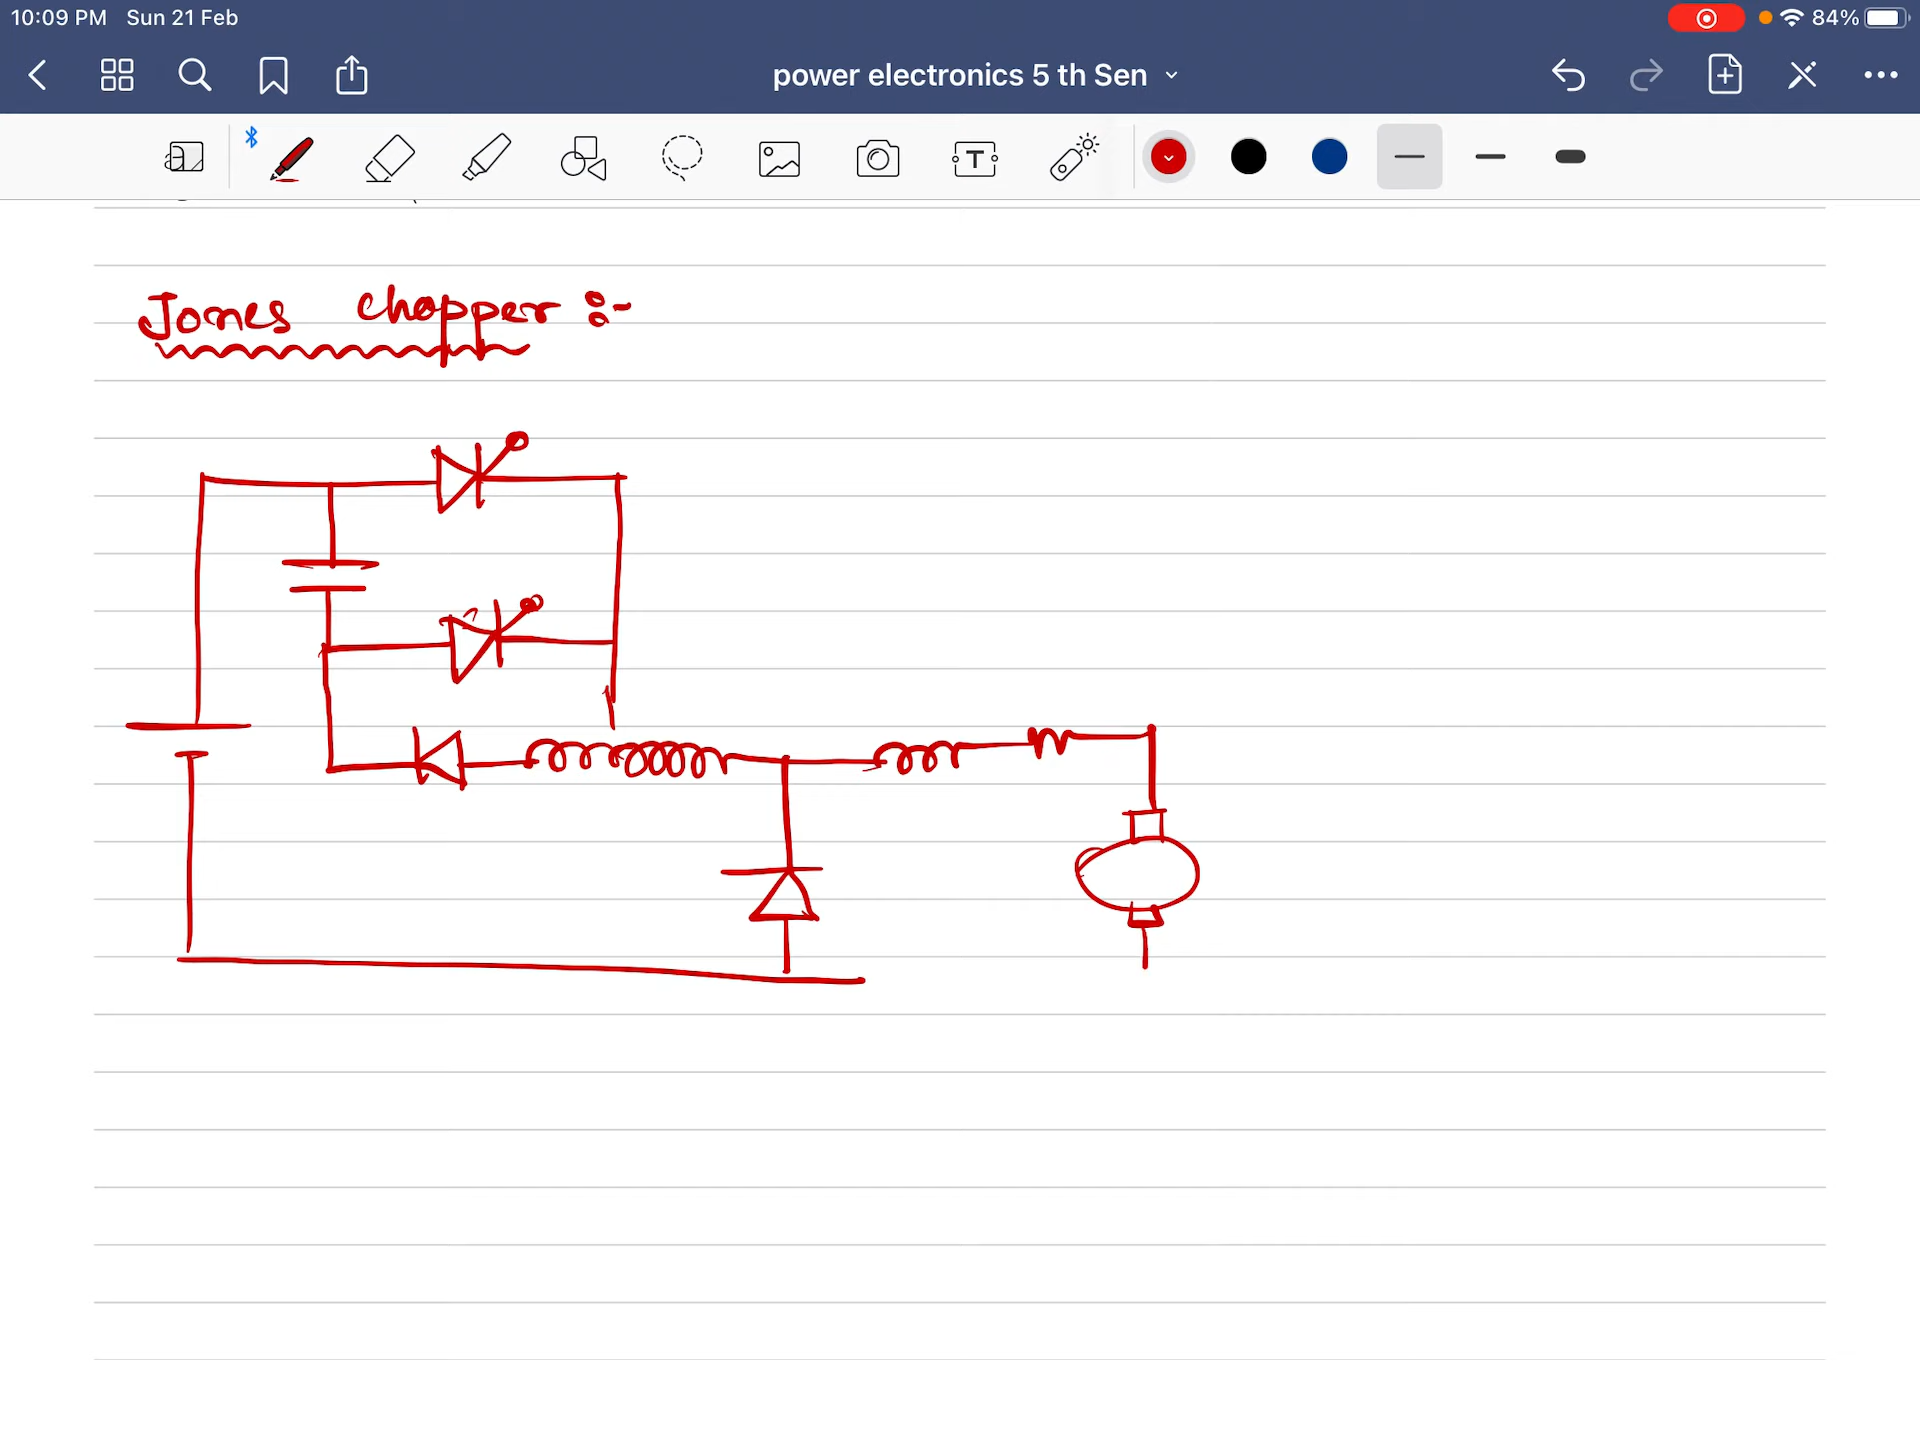 10:09 PM Sun 21 Feb
84%
power electronics 5 th Sen
T
Jones chopper :-